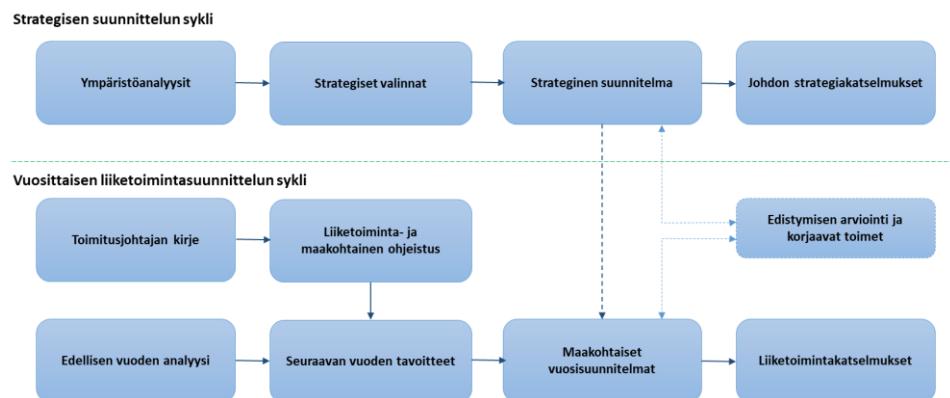 Strategisen suunnittelun sykli
Ympäristöanalyysit
Strategiset valinnat
Strateginen suunnitelma
Johdon strategiakatselmukset
Vuosittaisen liiketoimintasuunnittelun sykli
Toimitusjohtajan kirje
Liiketoiminta- ja
maakohtainen ohjeistus
Edistymisen arviointi ja
korjaavat toimet
Edellisen vuoden analyysi
Seuraavan vuoden tavoitteet
Maakohtaiset
vuosisuunnitelmat
Liiketoimintakatselmukset